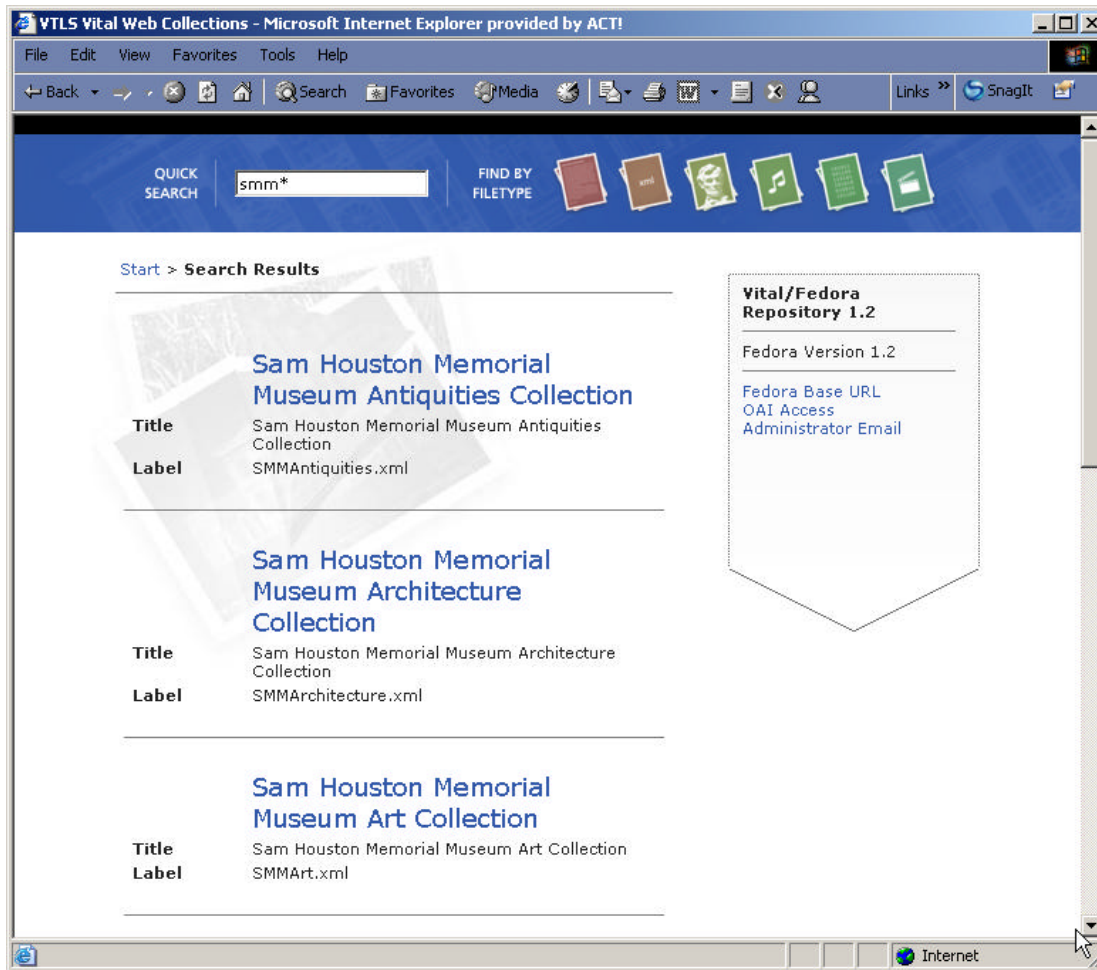 VTLS Vital Web Collections - Microsoft Internet Explorer provided by ACT!
File Edit View Favorites Tools Help
Back Search Favorites Media Links » SnagIt
QUICK
SEARCH
smm*
FIND BY
FILETYPE
xml
Start > Search Results
Sam Houston Memorial
Museum Antiquities Collection
Title Sam Houston Memorial Museum Antiquities
Collection
Label SMMAntiquities.xml
Sam Houston Memorial
Museum Architecture
Collection
Title Sam Houston Memorial Museum Architecture
Collection
Label SMMArchitecture.xml
Sam Houston Memorial
Museum Art Collection
Title Sam Houston Memorial Museum Art Collection
Label SMMArt.xml
Vital/Fedora
Repository 1.2
Fedora Version 1.2
Fedora Base URL
OAI Access
Administrator Email
Internet